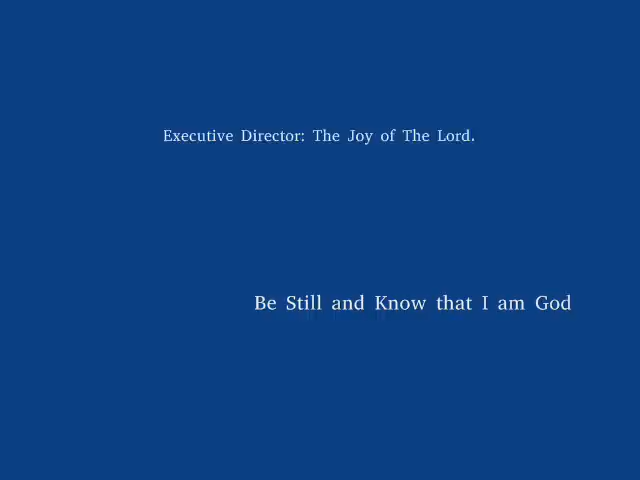 Executive Director: The Joy of The Lord.
Be Still and Know that I am God